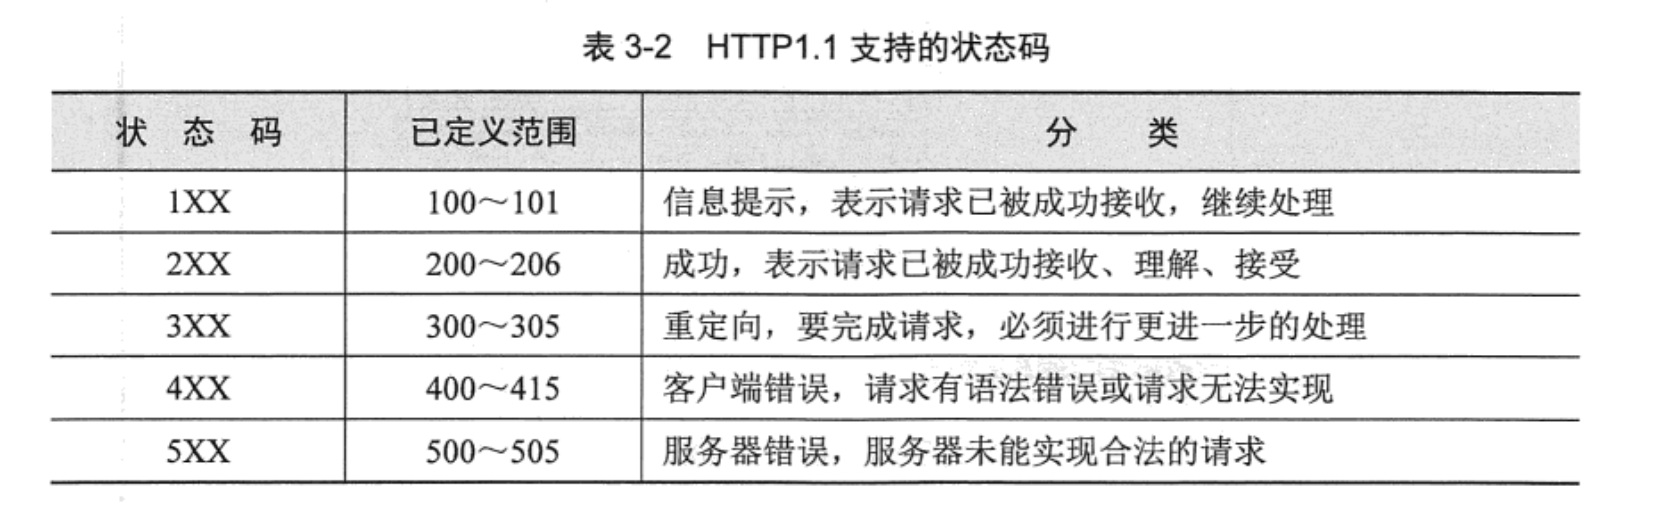 表 3-2 HTTP1.1 支持的状态码
状 态 码 已定义范围 分 类
1XX 100～101 信息提示，表示请求已被成功接收，继续处理
2XX 200～206 成功，表示请求已被成功接收、理解、接受
3XX 300～305 重定向，要完成请求，必须进行更进一步的处理
4XX 400～415 客户端错误，请求有语法错误或请求无法实现
5XX 500～505 服务器错误，服务器未能实现合法的请求